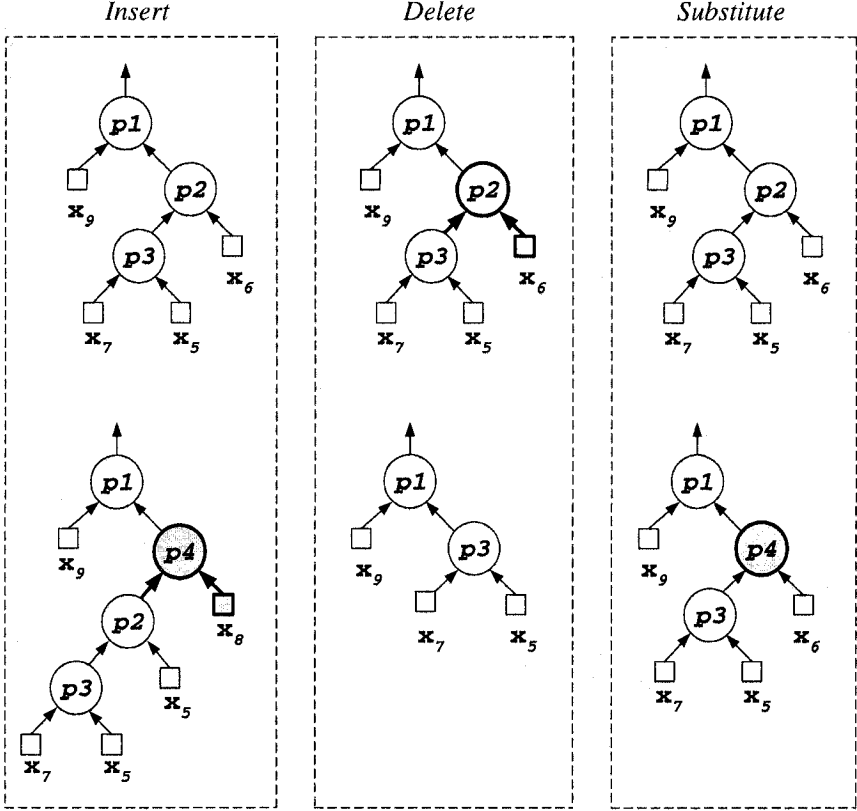 Insert Delete Substitute
p1 p1 p1
x9 p2 x9 p2 x9 p2
p3 x6 p3 x6 p3 x6
x7 x5 x7 x5 x7 x5
p1 p1 p1
x9 p4 x9 p3 x9 p4
p2 x8 x7 x5 p3 x6
p3 x5 x7 x5
x7 x5